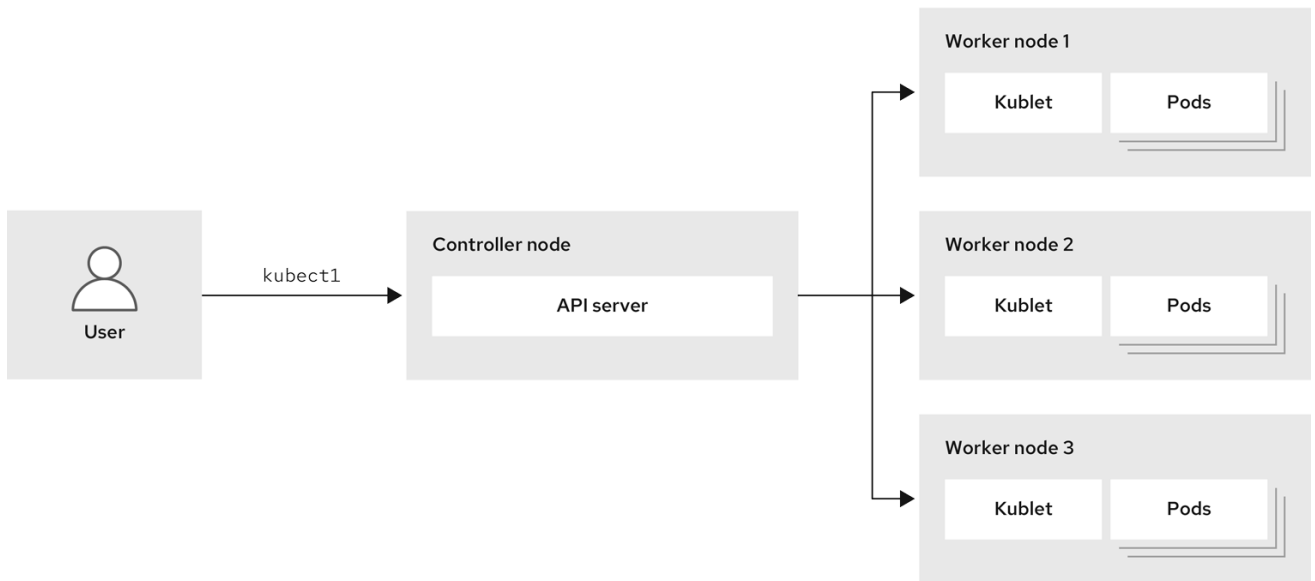 Worker node 1
Kublet
Pods
User
kubect1
Controller node
API server
Worker node 2
Kublet
Pods
Worker node 3
Kublet
Pods